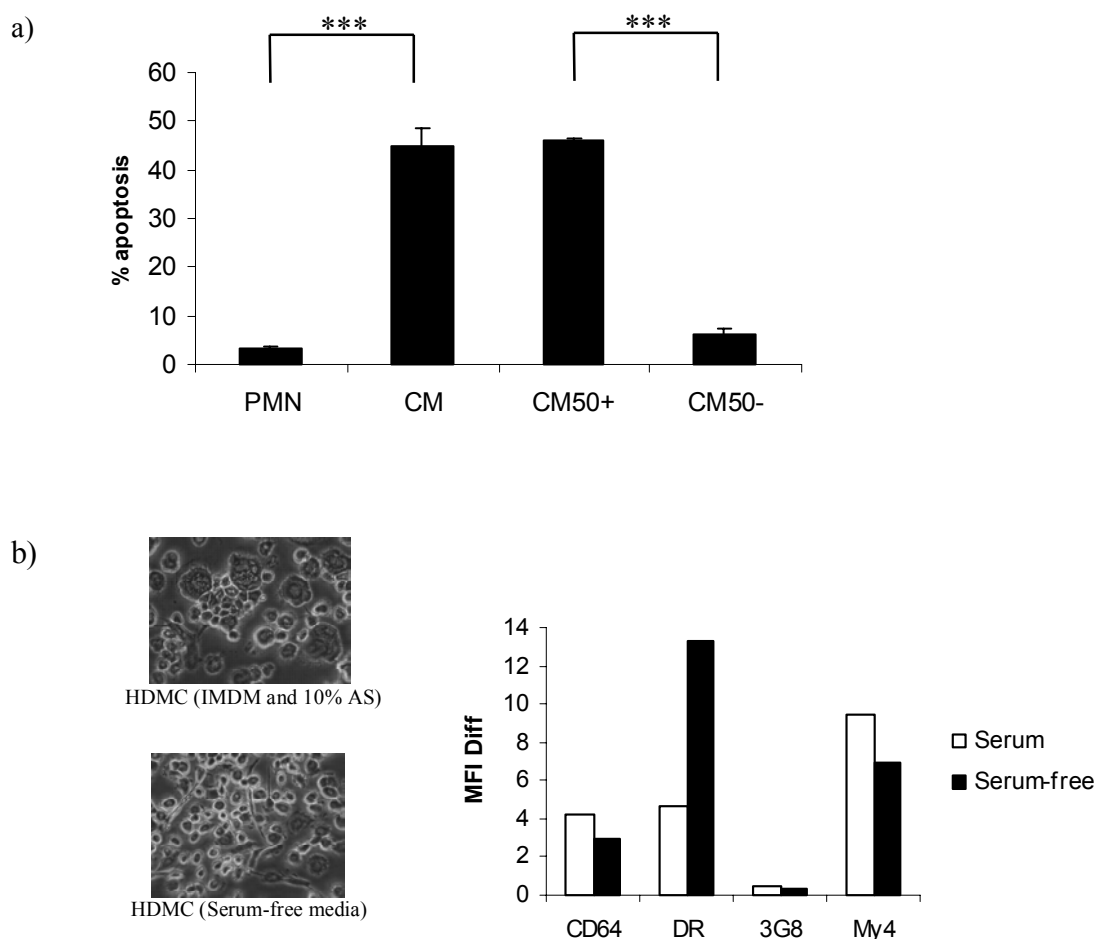 a)
*** ***
60
50
40
30
20
10
0
% apoptosis
PMN CM CM50+ CM50-
b)
HDMC (IMDM and 10% AS)
HDMC (Serum-free media)
14
12
10
8
6
4
2
0
MFI Diff
CD64 DR 3G8 My4
Serum
Serum-free